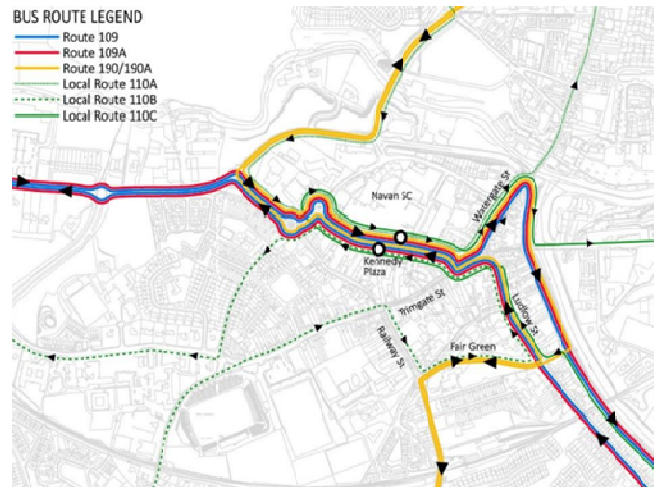 BUS ROUTE LEGEND
Route 109
Route 109A
Route 190/190A
Local Route 110A
Local Route 110B
Local Route 110C
Navan SC
Watergate St
Kennedy
Plaza
Trimgate St
Ludlow St
Railway St.
Fair Green